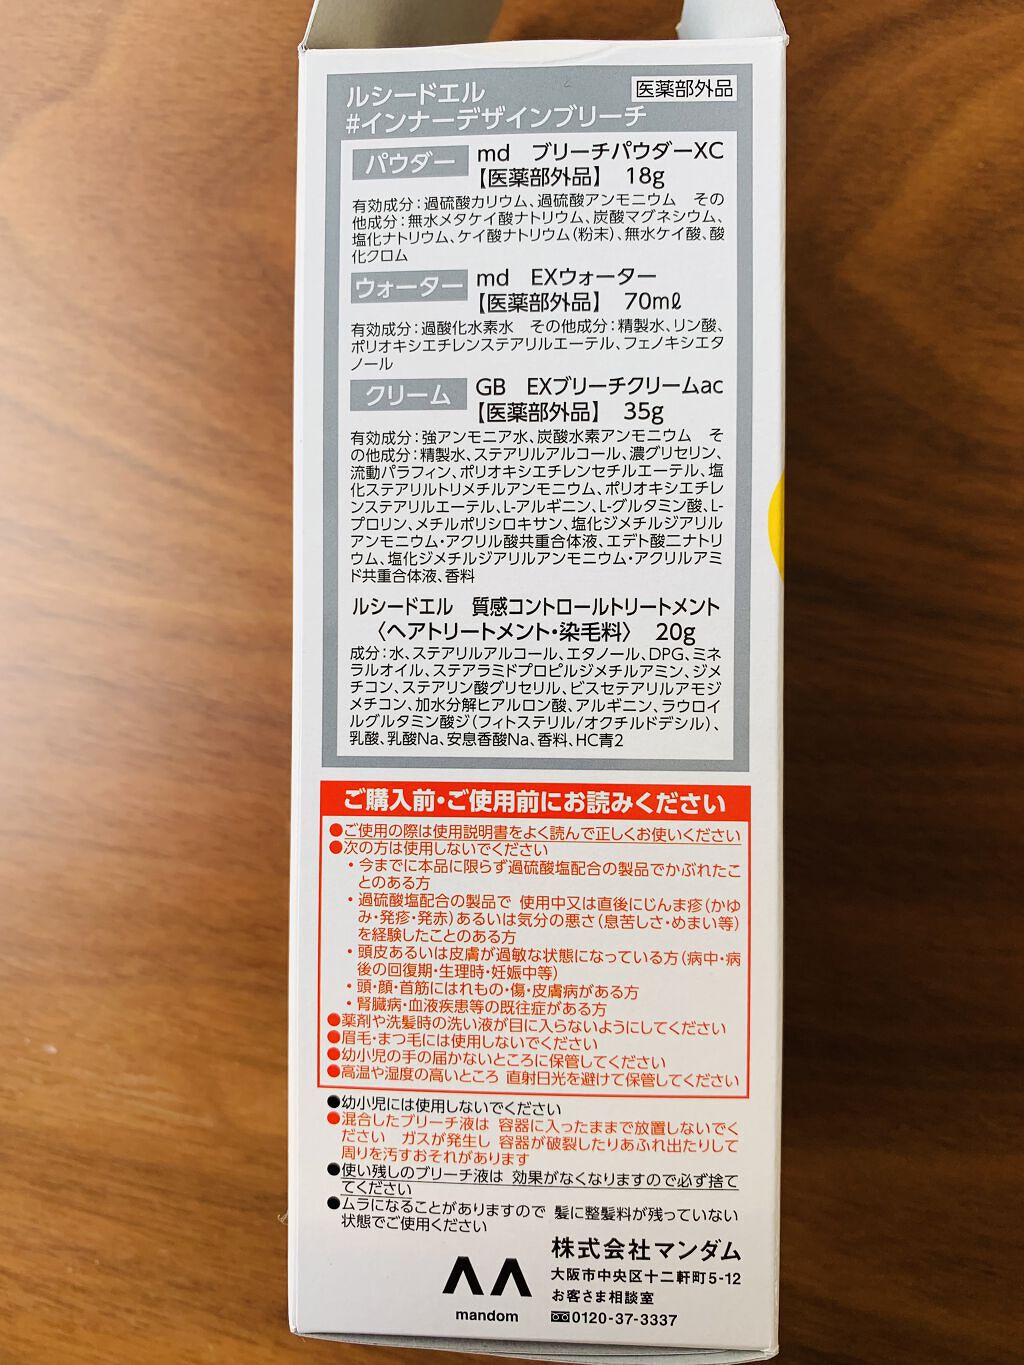 ルシードエル
医薬部外品
#インナーデザインブリーチ
パウダー
md ブリーチパウダーXC
【医薬部外品】 18g
有効成分:過硫酸カリウム、過硫酸アンモニウム その
他成分:無水メタケイ酸ナトリウム、炭酸マグネシウム、
塩化ナトリウム、ケイ酸ナトリウム(粉末)、無水ケイ酸、酸
化クロム
ウォーター
md EXウォーター
【医薬部外品】 70mℓ
有効成分:過酸化水素水 その他成分:精製水、リン酸、
ポリオキシエチレンステアリルエーテル、フェノキシエタ
ノール
クリーム
GB EXブリーチクリームac
【医薬部外品】 35g
有効成分:強アンモニア水、炭酸水素アンモニウム そ
の他成分:精製水、ステアリルアルコール、濃グリセリン、
流動パラフィン、ポリオキシエチレンセチルエーテル、塩
化ステアリルトリメチルアンモニウム、ポリオキシエチレ
ンステアリルエーテル、L-アルギニン、L-グルタミン酸、L-
プロリン、メチルポリシロキサン、塩化ジメチルジアリル
アンモニウム・アクリル酸共重合体液、エデト酸二ナトリ
ウム、塩化ジメチルジアリルアンモニウム・アクリルアミ
ド共重合体液、香料
ルシードエル 質感コントロールトリートメント
〈ヘアトリートメント・染毛料〉 20g
成分:水、ステアリルアルコール、エタノール、DPG、ミネ
ラルオイル、ステアラミドプロピルジメチルアミン、ジメ
チコン、ステアリン酸グリセリル、ビスセテアリルアモジ
メチコン、加水分解ヒアルロン酸、アルギニン、ラウロイ
ルグルタミン酸ジ(フィトステリル/オクチルドデシル)、
乳酸、乳酸Na、安息香酸Na、香料、HC青2
ご購入前・ご使用前にお読みください
●ご使用の際は使用説明書をよく読んで正しくお使いください
●次の方は使用しないでください
・今までに本品に限らず過硫酸塩配合の製品でかぶれたこ
とのある方
・過硫酸塩配合の製品で 使用中又は直後にじんま疹(かゆ
み・発疹・発赤)あるいは気分の悪さ(息苦しさ・めまい等)
を経験したことのある方
・頭皮あるいは皮膚が過敏な状態になっている方(病中・病
後の回復期・生理時・妊娠中等)
・頭・顔・首筋にはれもの・傷・皮膚病がある方
・腎臓病・血液疾患等の既往症がある方
●薬剤や洗髪時の洗い液が目に入らないようにしてください
●眉毛・まつ毛には使用しないでください
●幼小児の手の届かないところに保管してください
●高温や湿度の高いところ 直射日光を避けて保管してください
●幼小児には使用しないでください
●混合したブリーチ液は 容器に入ったままで放置しないでく
ださい ガスが発生し 容器が破裂したりあふれ出たりして
周りを汚すおそれがあります
●使い残しのブリーチ液は 効果がなくなりますので必ず捨て
てください
●ムラになることがありますので 髪に整髪料が残っていない
状態でご使用ください
株式会社マンダム
大阪市中央区十二軒町5-12
お客さま相談室
0120-37-3337
mandom